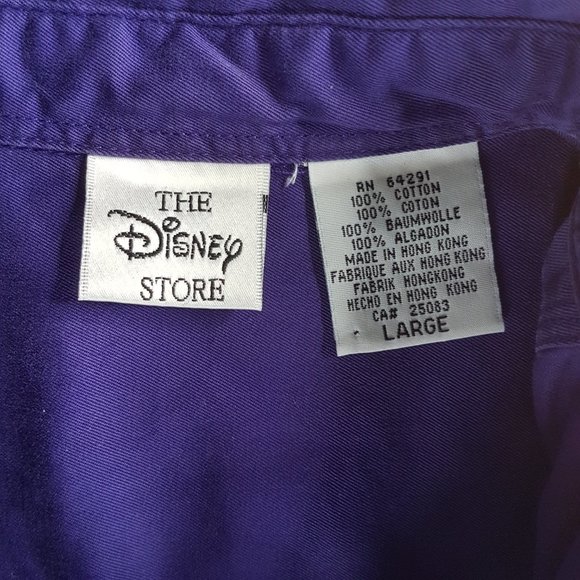 THE
Disney
STORE
RN 64291
100% COTTON
100% COTON
100% BAUMWOLLE
100% ALGADON
MADE IN HONG KONG
FABRIQUE AUX HONG KONG
FABRIK HONGKONG
HECHO EN HONG KONG
CA# 25083
LARGE